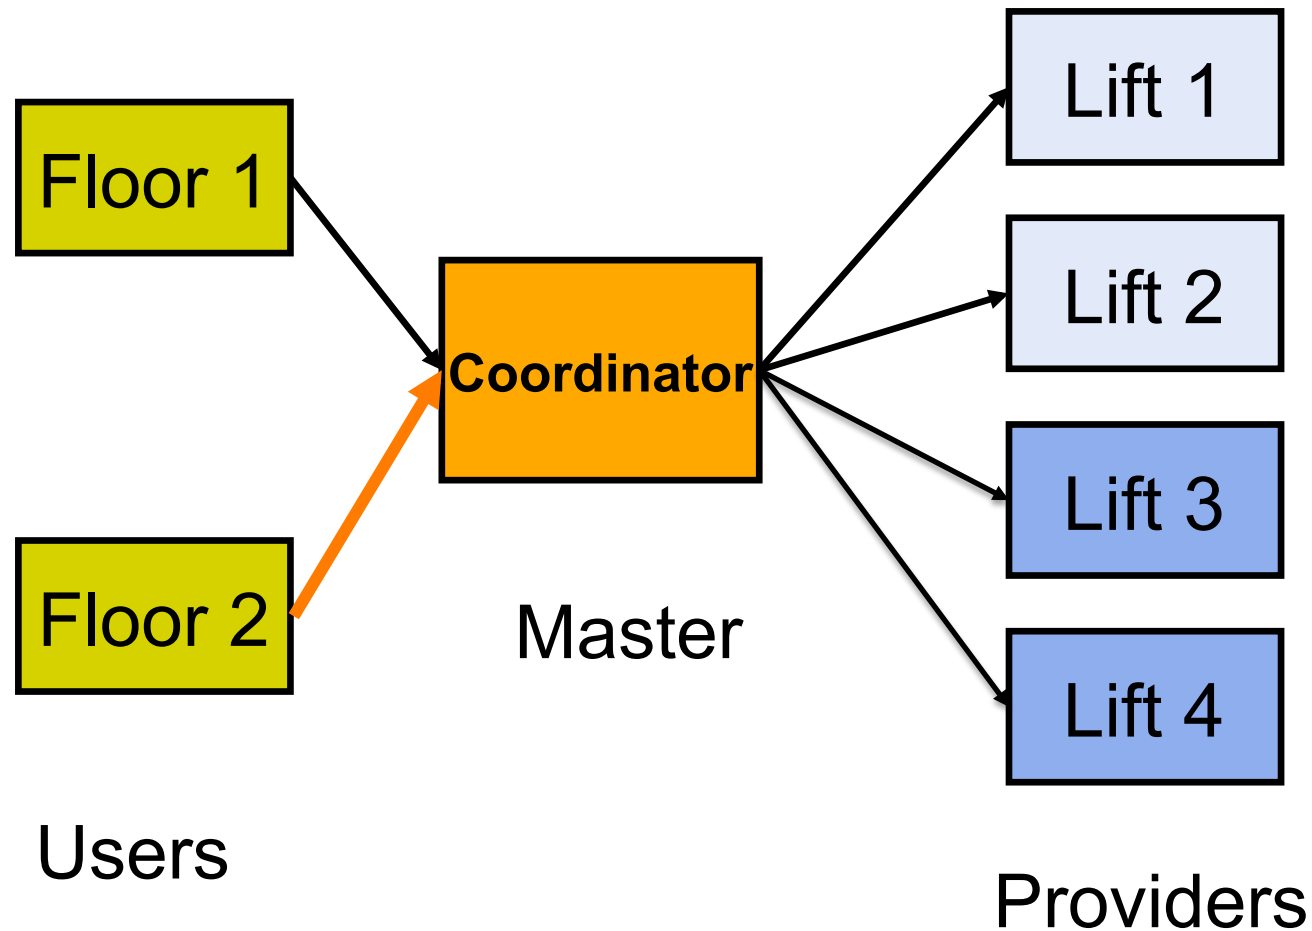 Floor 1
Floor 2
Users
Coordinator
Master
Lift 1
Lift 2
Lift 3
Lift 4
Providers